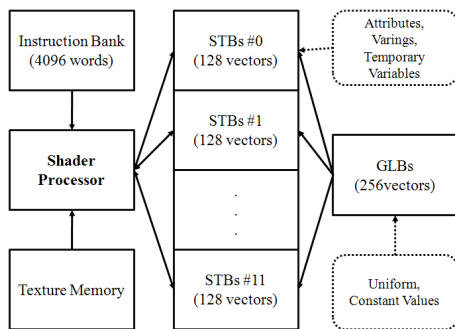 Instruction Bank
(4096 words)
Shader
Processor
Texture Memory
STBs #0
(128 vectors)
STBs #1
(128 vectors)
.
.
.
STBs #11
(128 vectors)
Attributes,
Varings,
Temporary
Variables
GLBs
(256vectors)
Uniform,
Constant Values